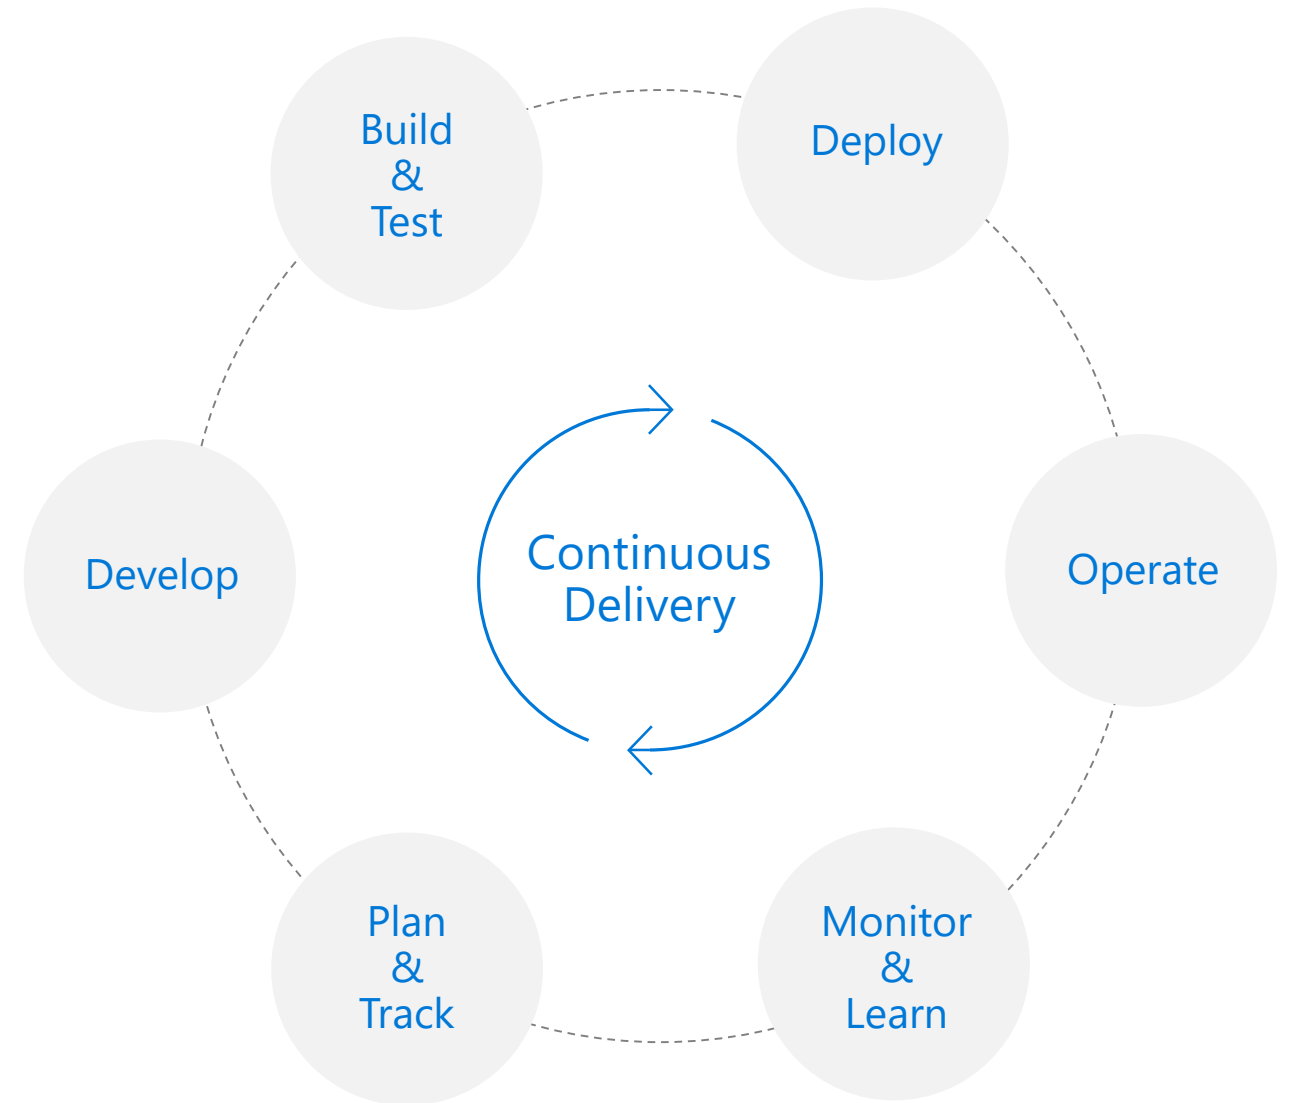 Build
&
Test
Deploy
Continuous
Delivery
Develop
Operate
Plan
&
Track
Monitor
&
Learn